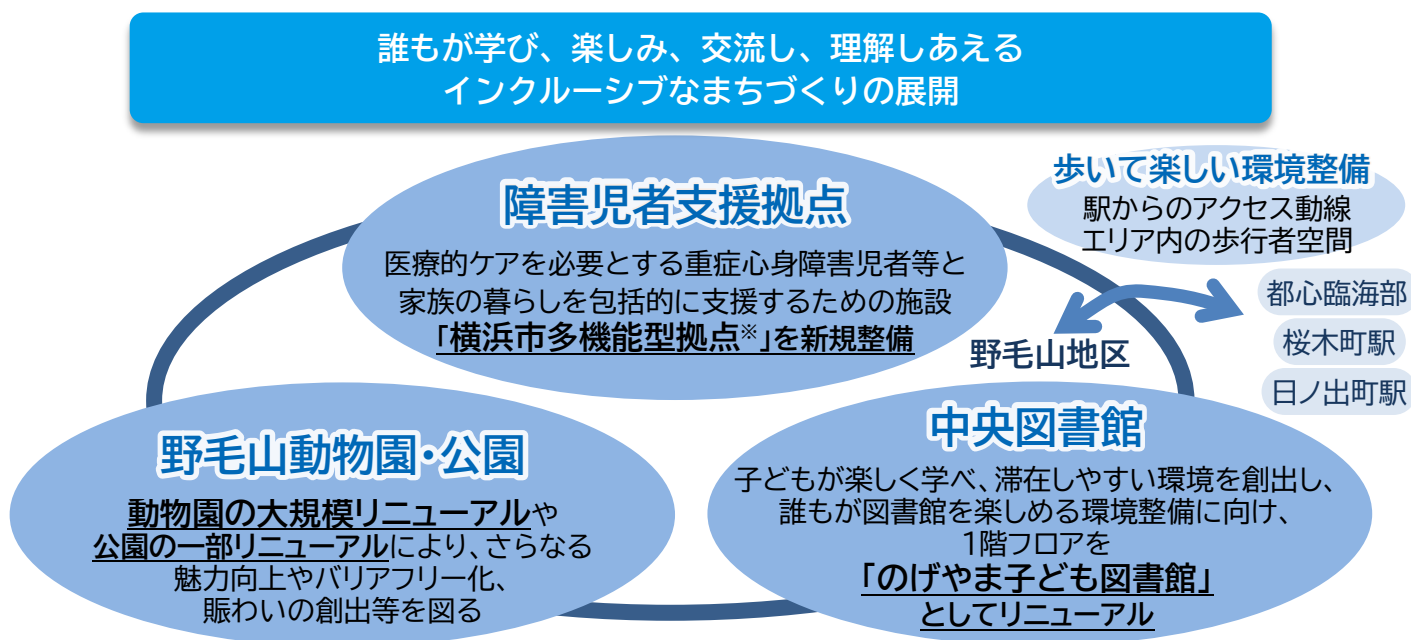 誰もが学び、楽しみ、交流し、理解しあえる
インクルーシブなまちづくりの展開
障害児者支援拠点
医療的ケアを必要とする重症心身障害児者等と
家族の暮らしを包括的に支援するための施設
「横浜市多機能型拠点※」を新規整備
歩いて楽しい環境整備
駅からのアクセス動線
エリア内の歩行者空間
都心臨海部
桜木町駅
日ノ出町駅
野毛山地区
野毛山動物園・公園
動物園の大規模リニューアルや
公園の一部リニューアルにより、さらなる
魅力向上やバリアフリー化、
賑わいの創出等を図る
中央図書館
子どもが楽しく学べ、滞在しやすい環境を創出し、
誰もが図書館を楽しめる環境整備に向け、
1階フロアを
「のげやま子ども図書館」
としてリニューアル